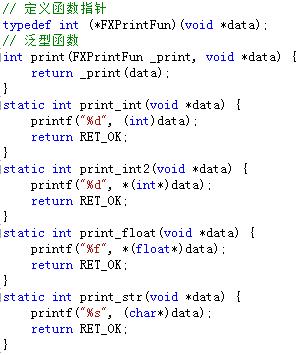 // 定义函数指针
typedef int (*FXPrintFun)(void *data);
// 泛型函数
int print(FXPrintFun _print, void *data) {
    return _print(data);
}
static int print_int(void *data) {
    printf("%d", (int)data);
    return RET_OK;
}
static int print_int2(void *data) {
    printf("%d", *(int*)data);
    return RET_OK;
}
static int print_float(void *data) {
    printf("%f", *(float*)data);
    return RET_OK;
}
static int print_str(void *data) {
    printf("%s", (char*)data);
    return RET_OK;
}